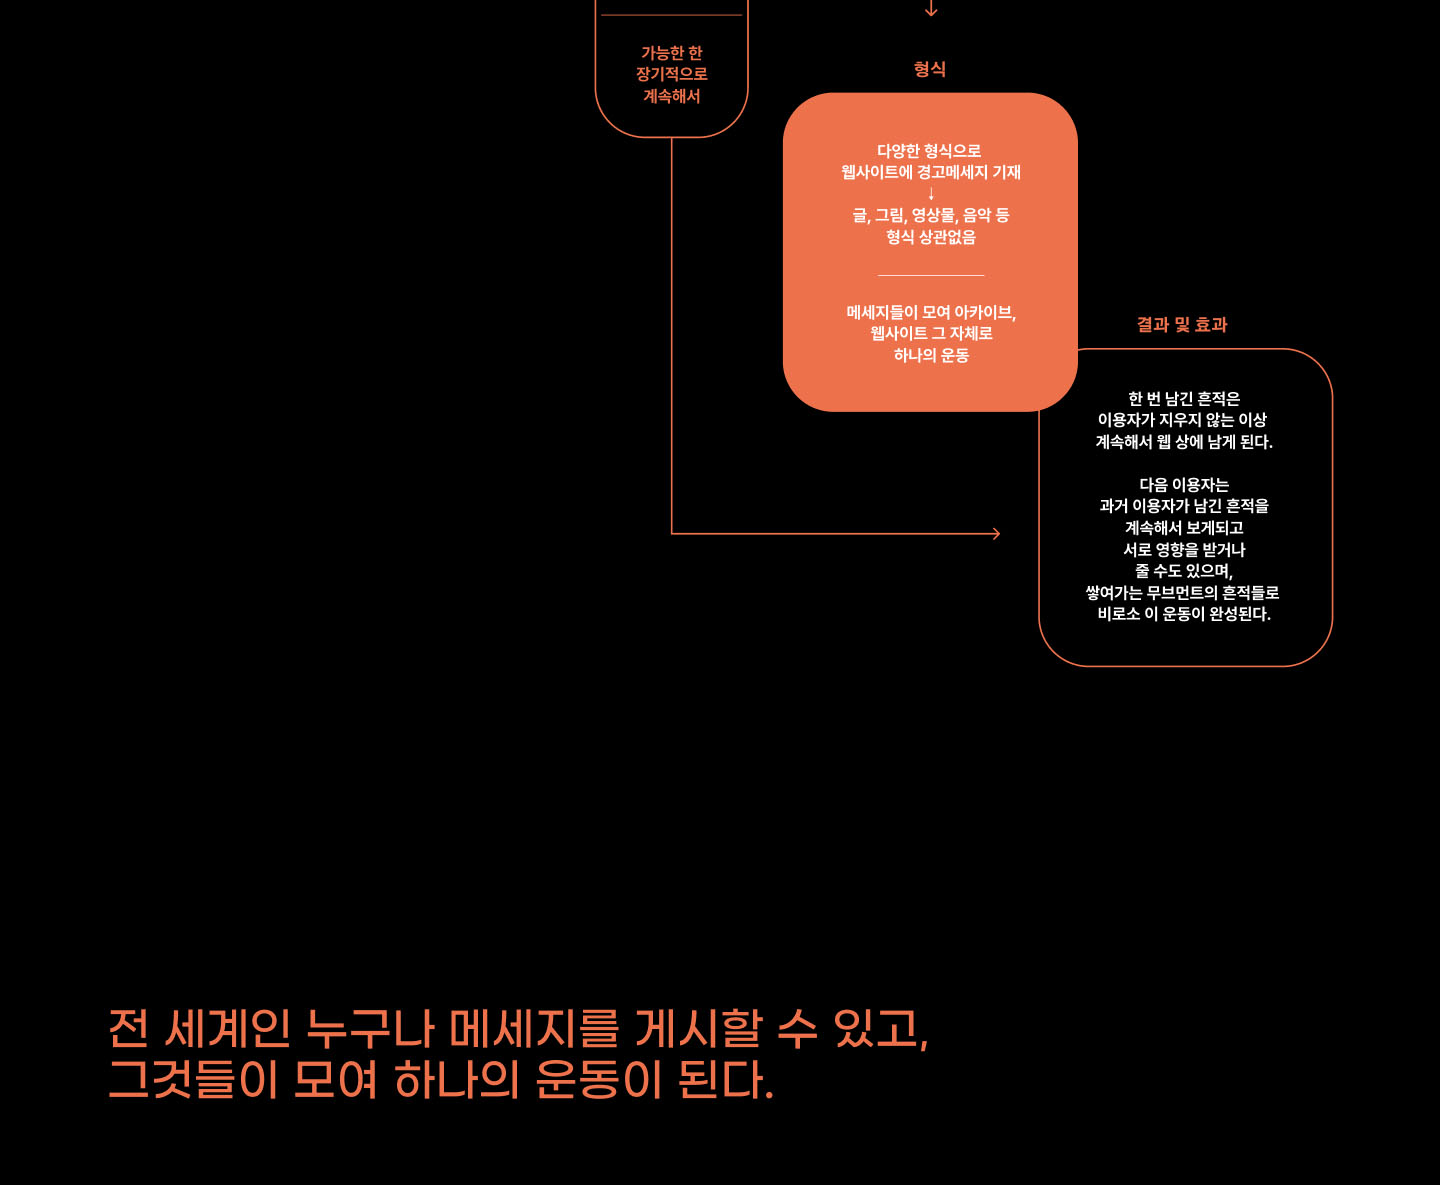 가능한 한
장기적으로
계속해서
형식
다양한 형식으로
웹사이트에 경고메세지 기재
↓
글, 그림, 영상물, 음악 등
형식 상관없음
메세지들이 모여 아카이브,
웹사이트 그 자체로
하나의 운동
결과 및 효과
한 번 남긴 흔적은
이용자가 지우지 않는 이상
계속해서 웹 상에 남게 된다.
다음 이용자는
과거 이용자가 남긴 흔적을
계속해서 보게되고
서로 영향을 받거나
줄 수도 있으며,
쌓여가는 무브먼트의 흔적들로
비로소 이 운동이 완성된다.
전 세계인 누구나 메세지를 게시할 수 있고,
그것들이 모여 하나의 운동이 된다.